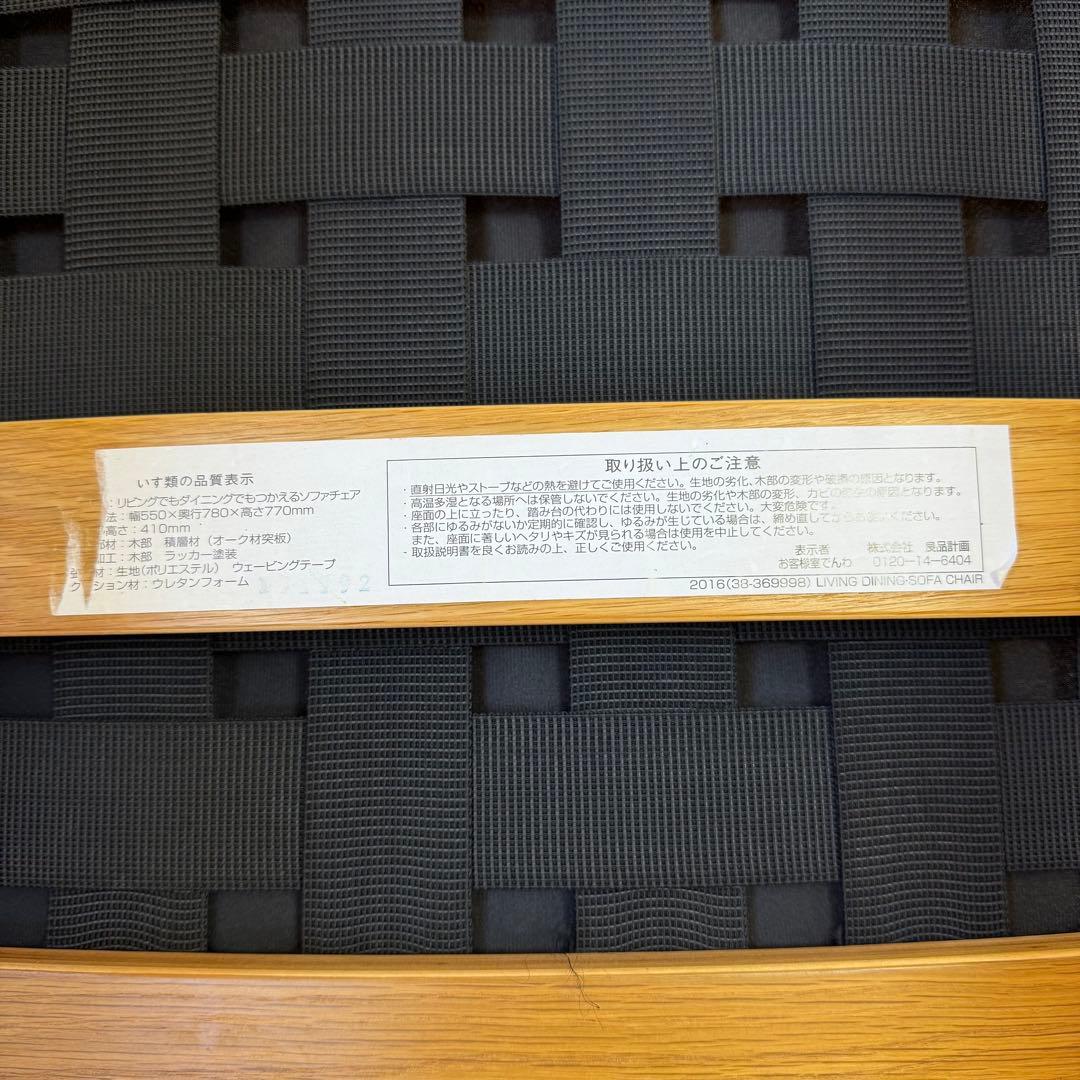 いす類の品質表示
：リビングでもダイニングでもつかえるソファチェア
法：幅550×奥行780×高さ770mm
高さ：410mm
部材：木部 積層材（オーク材突板）
加工：木部 ラッカー塗装
材：生地（ポリエステル） ウェービングテープ
クッション材：ウレタンフォーム
取り扱い上のご注意
・直射日光やストーブなどの熱を避けてご使用ください。生地の劣化、木部の変形や破損の原因となります。
・高温多湿となる場所へは保管しないでください。生地の劣化や木部の変形、カビの発生の原因となります。
・座面の上に立ったり、踏み台の代わりには使用しないでください。大変危険です。
・各部にゆるみがないか定期的に確認し、ゆるみが生じている場合は、締め直してからお使いください。
また、座面に著しいヘタリやキズが見られる場合は使用を中止してください。
・取扱説明書を良くお読みの上、正しくご使用ください。
表示者 株式会社 良品計画
お客様室でんわ 0120-14-6404
2016(38-369998) LIVING DINING-SOFA CHAIR